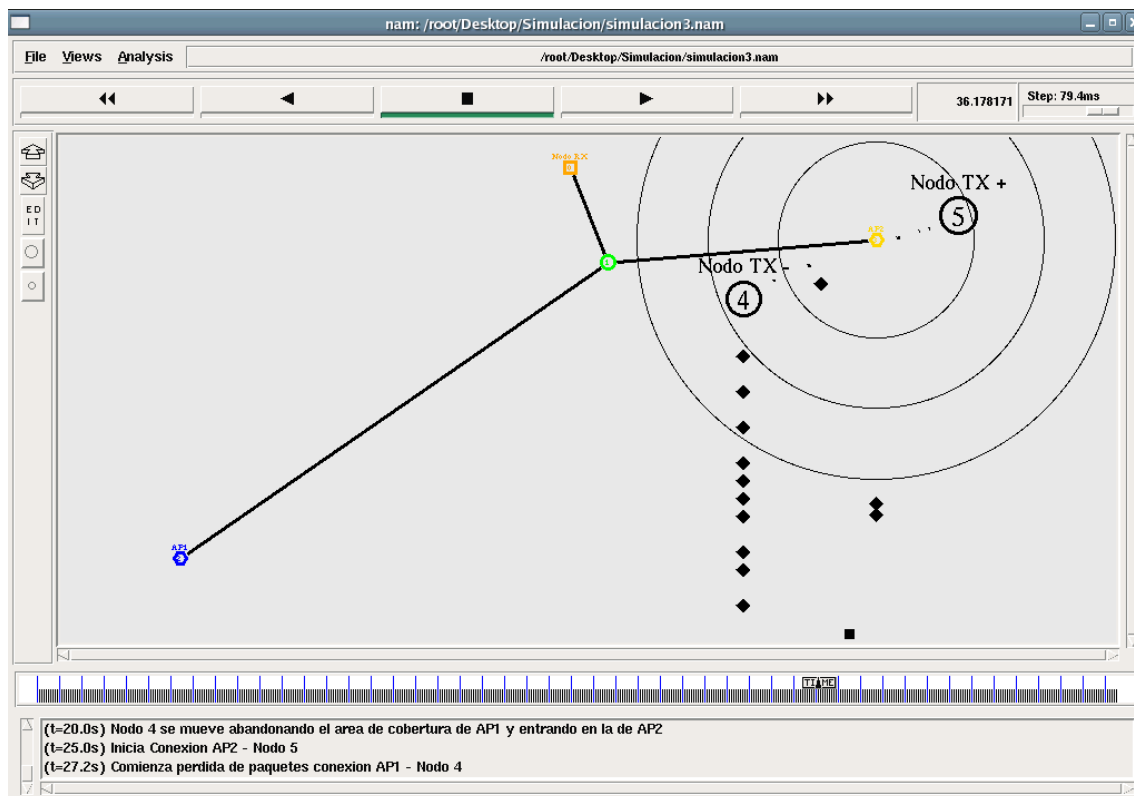 nam: /root/Desktop/Simulacion/simulacion3.nam
File Views Analysis /root/Desktop/Simulacion/simulacion3.nam
36.178171 Step: 79.4ms
ED
IT
Nodo RX
Nodo TX +
5
AP2
1
Nodo TX -
4
AP1
TIME
(t=20.0s) Nodo 4 se mueve abandonando el area de cobertura de AP1 y entrando en la de AP2
(t=25.0s) Inicia Conexion AP2 - Nodo 5
(t=27.2s) Comienza perdida de paquetes conexion AP1 - Nodo 4